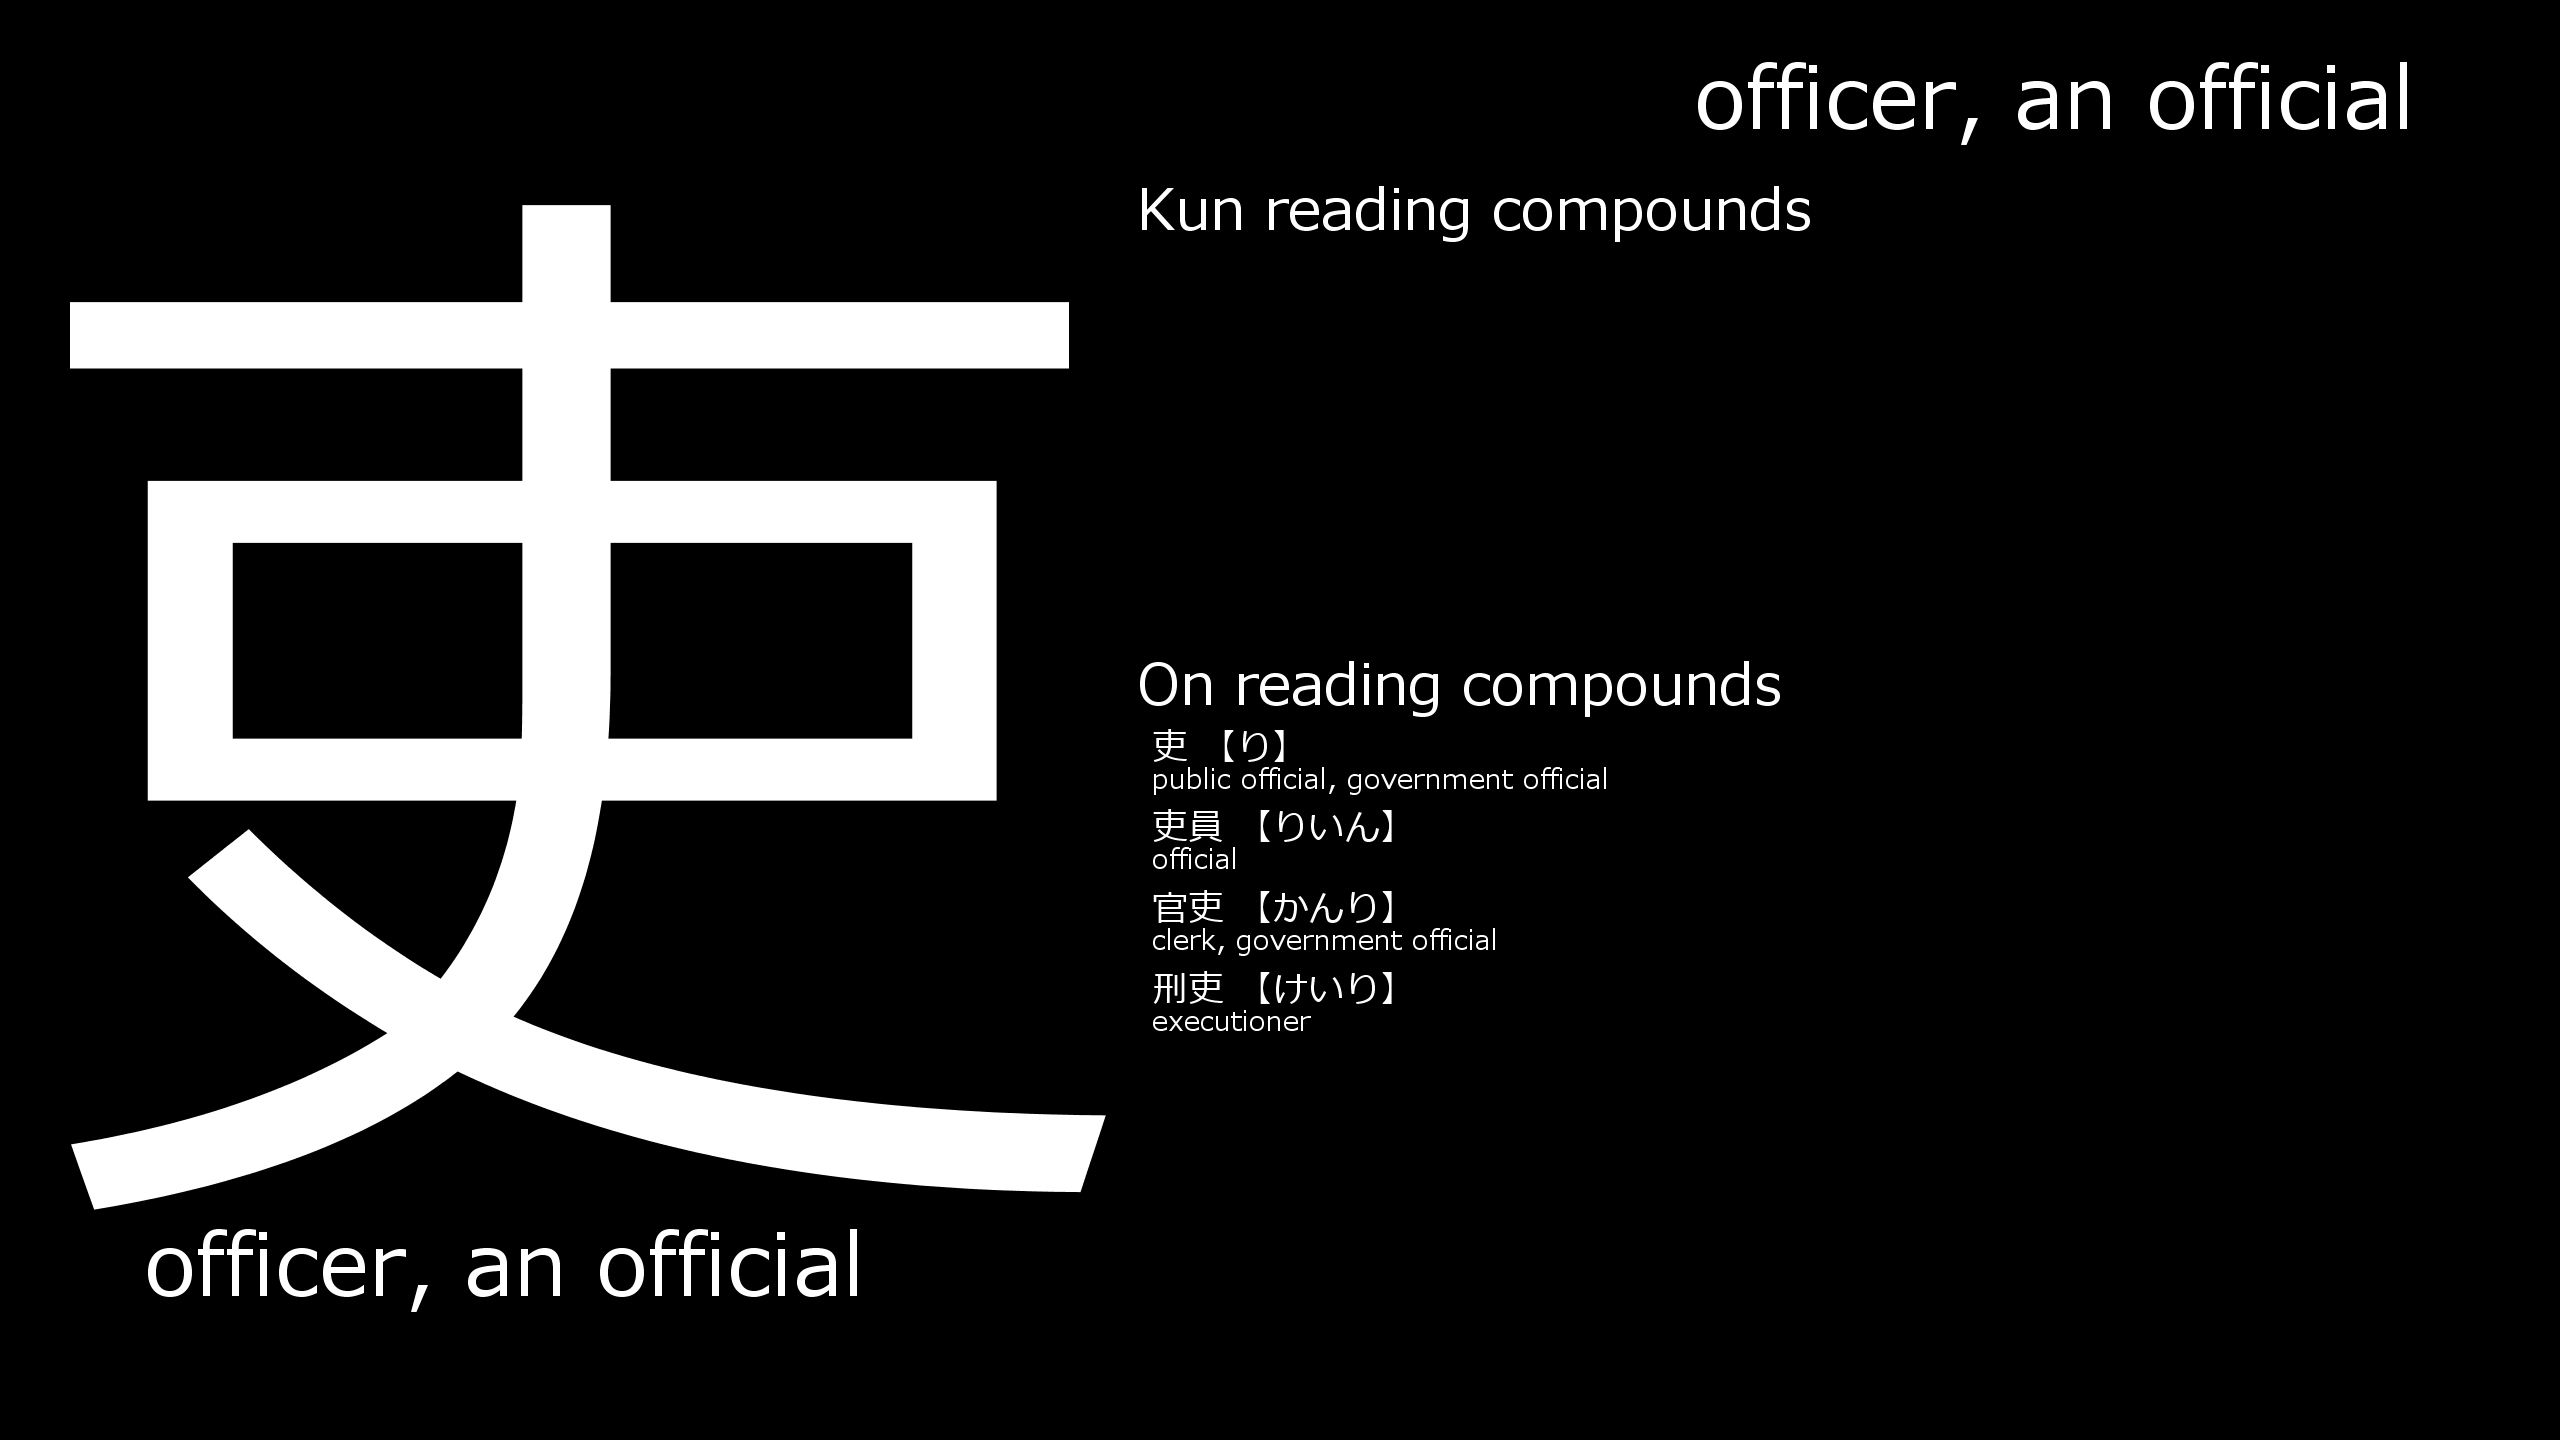 officer, an official
Kun reading compounds
吏
On reading compounds
吏 【り】
public official, government official
吏員 【りいん】
official
官吏 【かんり】
clerk, government official
刑吏 【けいり】
executioner
officer, an official